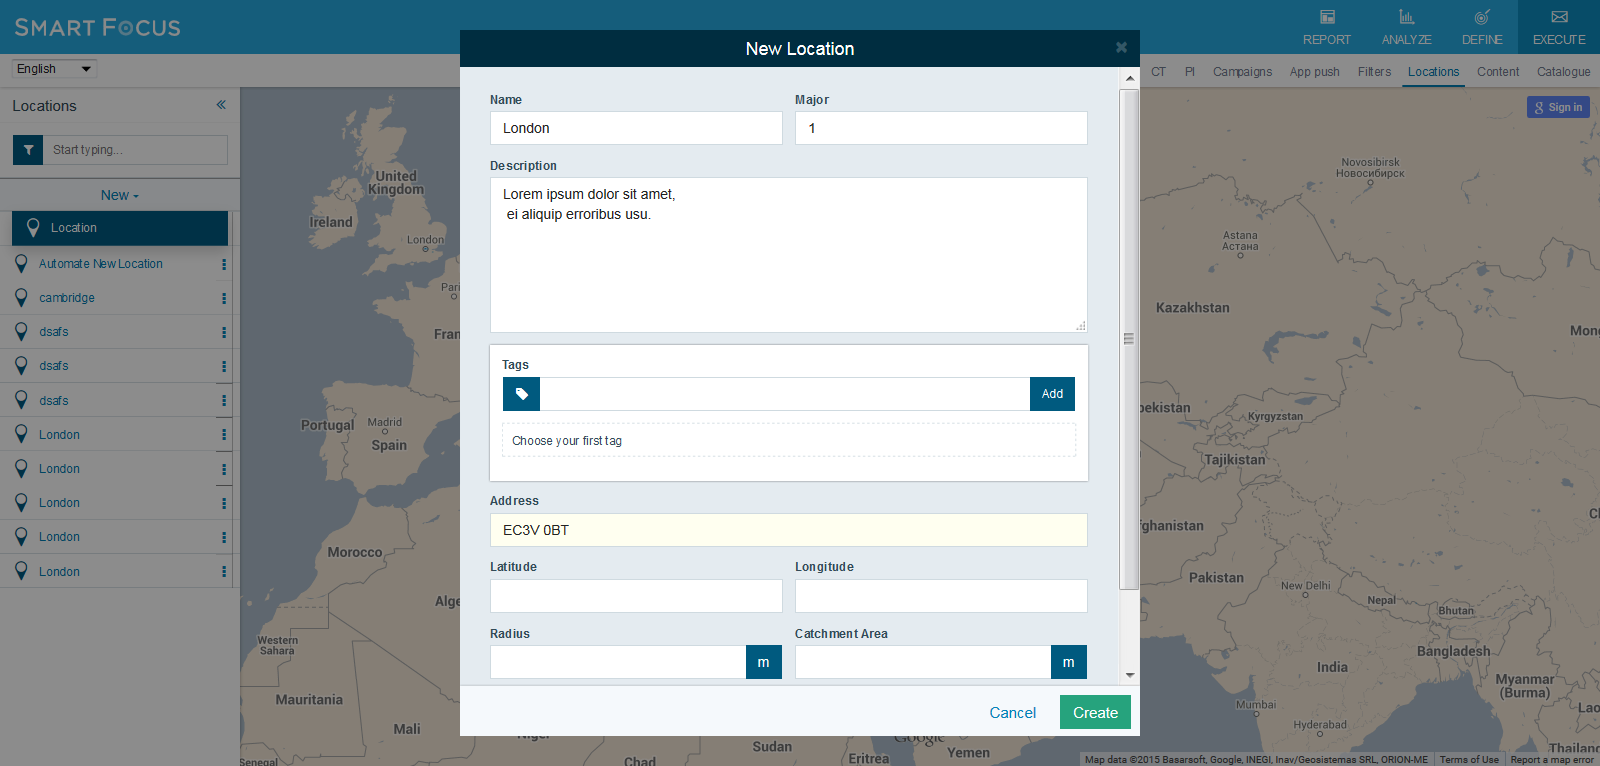 SMART FOCUS
REPORT
ANALYZE
DEFINE
EXECUTE
English
CT
PI
Campaigns
App push
Filters
Locations
Content
Catalogue
Locations
Start typing...
New
Location
Automate New Location
cambridge
dsafs
dsafs
dsafs
London
London
London
London
London
New Location
Name
Major
London
1
Description
Lorem ipsum dolor sit amet,
ei aliquip erroribus usu.
Tags
Add
Choose your first tag
Address
EC3V 0BT
Latitude
Longitude
Radius
Catchment Area
m
m
Cancel
Create
Sign in
United
Kingdom
Ireland
London
Pari
Fran
Portugal
Madrid
Spain
Morocco
Alge
Western
Sahara
Mauritania
Mali
Senegal
Niger
Chad
Sudan
Eritrea
Yemen
Google
Novosibirsk
Новосибирск
Astana
Астана
Kazakhstan
Mong
bekistan
Kyrgyzstan
Tajikistan
fghanistan
Ch
Pakistan
New Delhi
Nepal
Bhutan
Bangladesh
India
Myanmar
(Burma)
Mumbai
Lao
Hyderabad
Thailand
Map data ©2015 Basarsoft, Google, INEGI, Inav/Geosistemas SRL, ORION-ME
Terms of Use
Report a map error